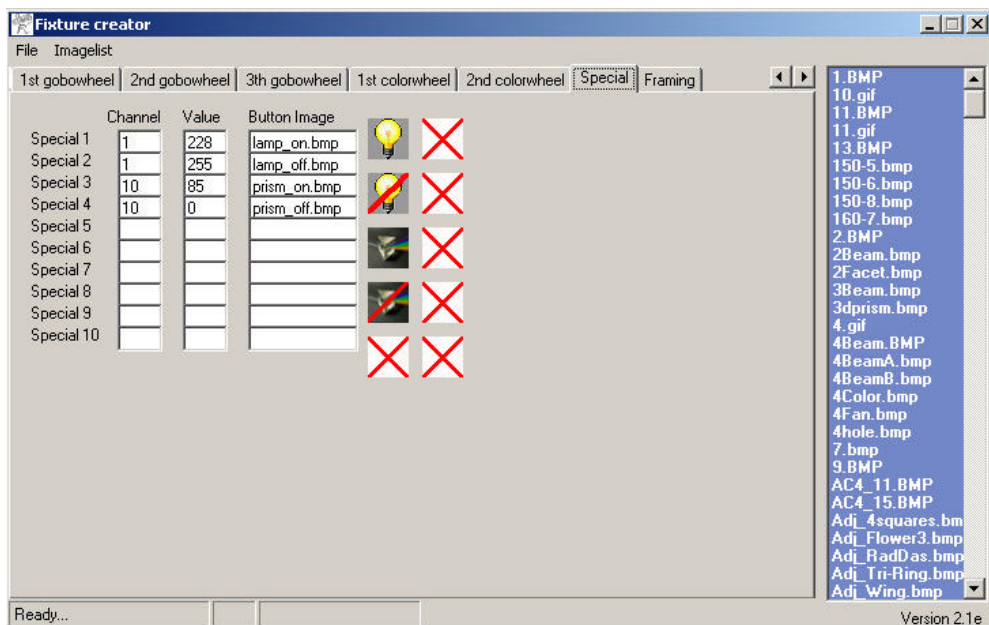 Fixture creator
File Imagelist
1st gobowheel 2nd gobowheel 3th gobowheel 1st colorwheel 2nd colorwheel Special Framing
Channel Value Button Image
Special 1 1 228 lamp_on.bmp
Special 2 1 255 lamp_off.bmp
Special 3 10 85 prism_on.bmp
Special 4 10 0 prism_off.bmp
Special 5
Special 6
Special 7
Special 8
Special 9
Special 10
1.BMP
10.gif
11.BMP
11.gif
13.BMP
150-5.bmp
150-6.bmp
150-8.bmp
160-7.bmp
2.BMP
2Beam.bmp
2Facet.bmp
3Beam.bmp
3dprism.bmp
4.gif
4Beam.BMP
4BeamA.bmp
4BeamB.bmp
4Color.bmp
4Fan.bmp
4hole.bmp
7.bmp
9.BMP
AC4_11.BMP
AC4_15.BMP
Adj_4squares.bm
Adj_Flower3.bmp
Adj_RadDas.bmp
Adj_Tri-Ring.bmp
Adj_Wing.bmp
Ready...
Version 2.1e